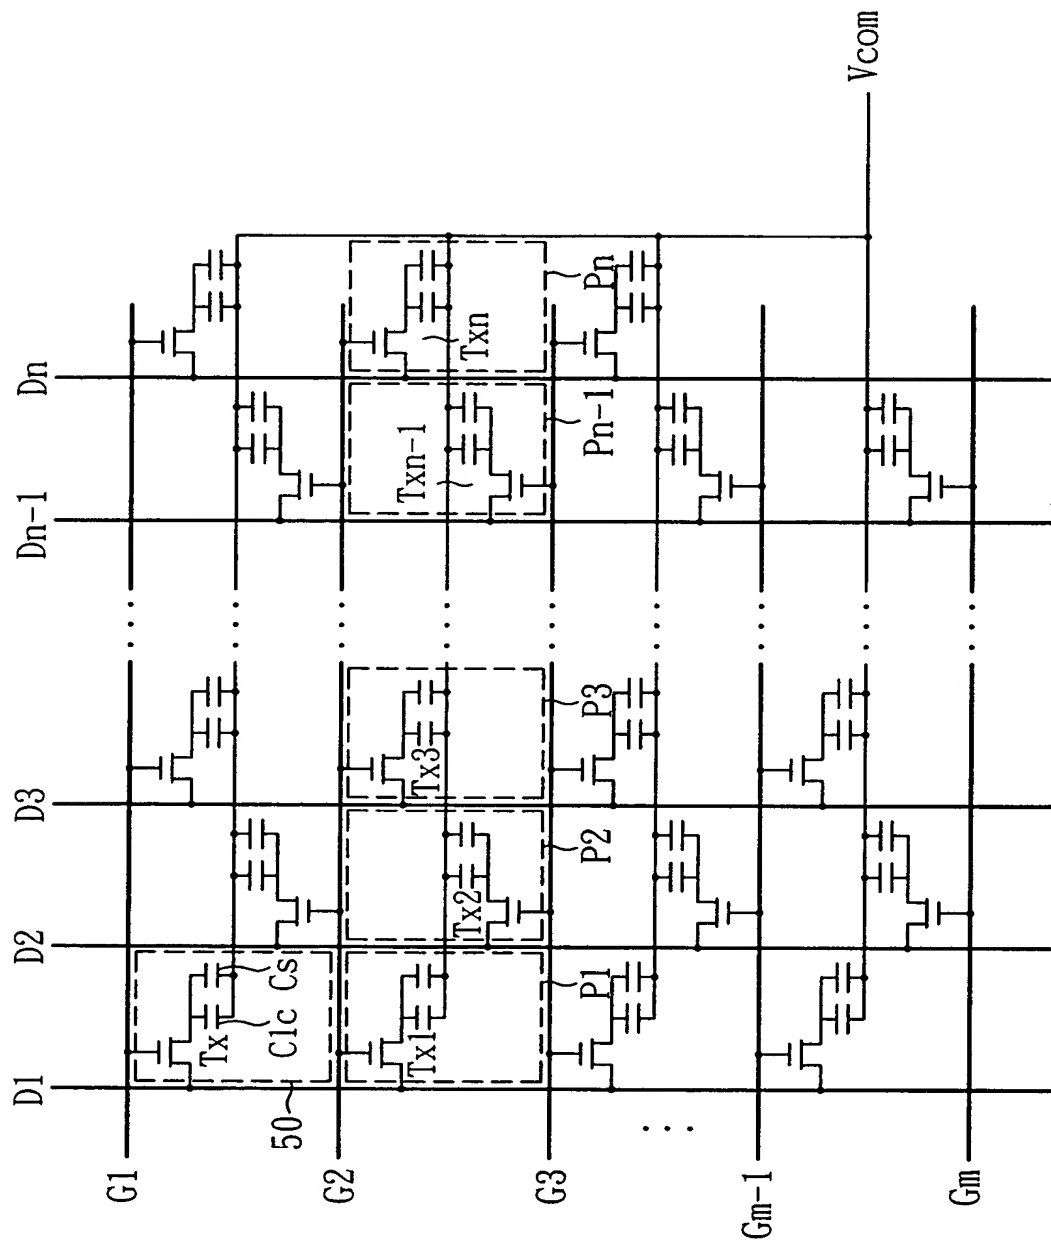 D1
D2
D3
Dn-1
Dn
G1
G2
G3
Gm-1
Gm
Vcom
50
Tx
Clc
Cs
Tx1
Tx2
Tx3
Txn-1
Txn
P1
P2
P3
Pn-1
Pn